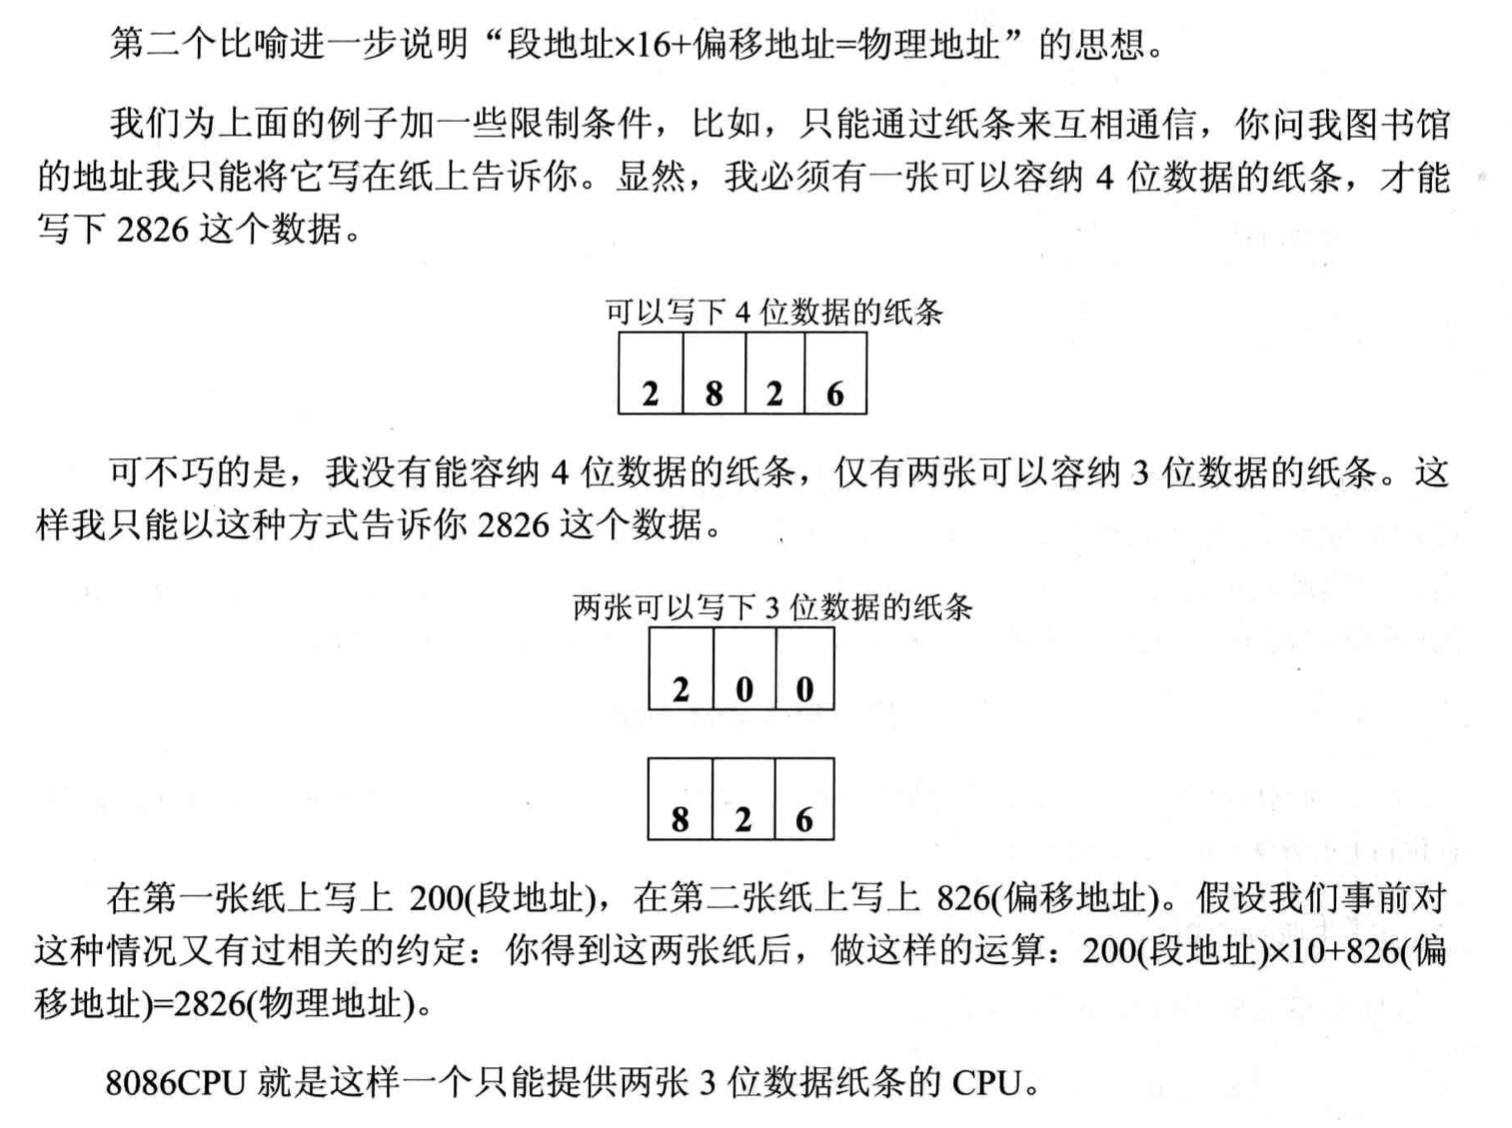 第二个比喻进一步说明“段地址×16+偏移地址=物理地址”的思想。
我们为上面的例子加一些限制条件，比如，只能通过纸条来互相通信，你问我图书馆
的地址我只能将它写在纸上告诉你。显然，我必须有一张可以容纳 4 位数据的纸条，才能
写下 2826 这个数据。
可以写下 4 位数据的纸条
2 8 2 6
可不巧的是，我没有能容纳 4 位数据的纸条，仅有两张可以容纳 3 位数据的纸条。这
样我只能以这种方式告诉你 2826 这个数据。
两张可以写下 3 位数据的纸条
2 0 0
8 2 6
在第一张纸上写上 200(段地址)，在第二张纸上写上 826(偏移地址)。假设我们事前对
这种情况又有过相关的约定：你得到这两张纸后，做这样的运算：200(段地址)×10+826(偏
移地址)=2826(物理地址)。
8086CPU 就是这样一个只能提供两张 3 位数据纸条的 CPU。